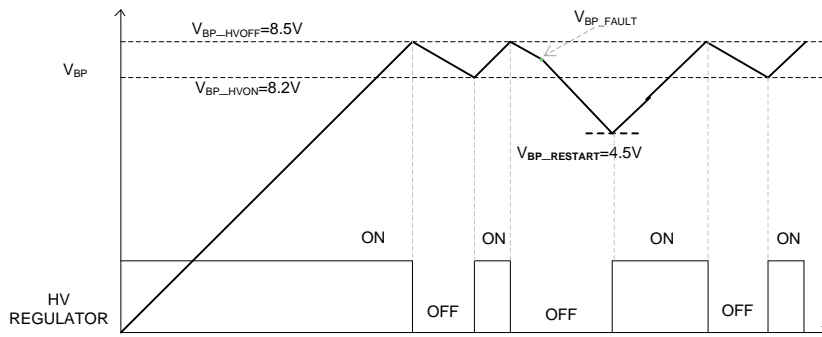 V_BP_FAULT
V_BP_HVOFF=8.5V
V_BP
V_BP_HVON=8.2V
V_BP_RESTART=4.5V
ON
ON
ON
ON
HV
REGULATOR
OFF
OFF
OFF